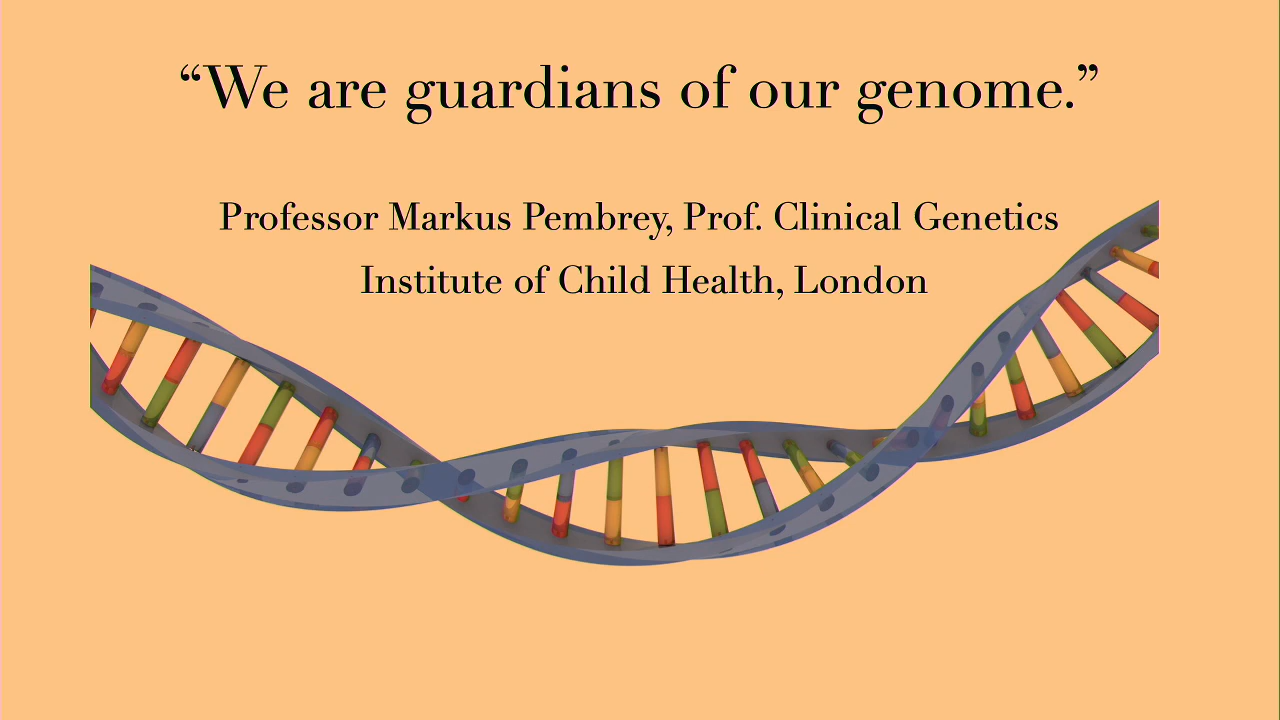 “We are guardians of our genome.”
Professor Markus Pembrey, Prof. Clinical Genetics
Institute of Child Health, London